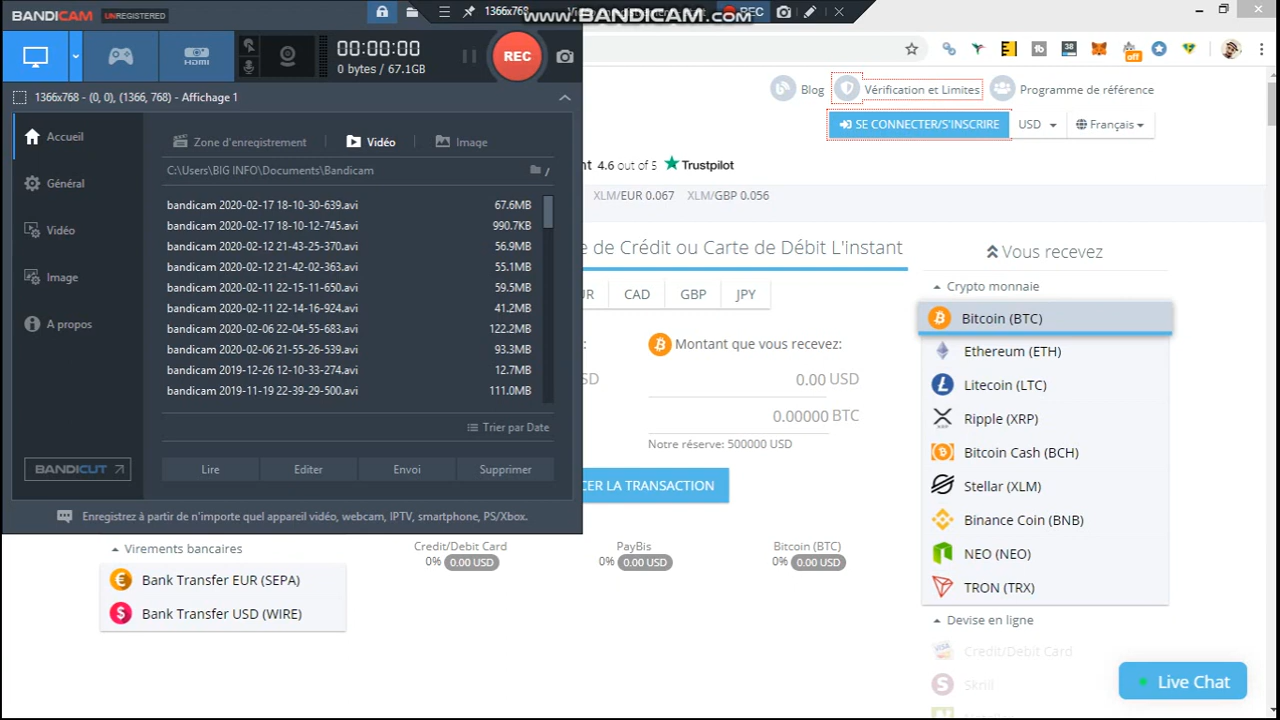 BANDICAM UNREGISTERED
1366x768
www.BANDICAM.com
REC
00:00:00
0 bytes / 67.1GB
HDMI
REC
1366x768 - (0, 0), (1366, 768) - Affichage 1
Accueil
Général
Vidéo
Image
A propos
BANDICUT
Zone d'enregistrement
Vidéo
Image
C:\Users\BIG INFO\Documents\Bandicam
bandicam 2020-02-17 18-10-30-639.avi 67.6MB
bandicam 2020-02-17 18-10-12-745.avi 990.7KB
bandicam 2020-02-12 21-43-25-370.avi 56.9MB
bandicam 2020-02-12 21-42-02-363.avi 55.1MB
bandicam 2020-02-11 22-15-11-650.avi 59.5MB
bandicam 2020-02-11 22-14-16-924.avi 41.2MB
bandicam 2020-02-06 22-04-55-683.avi 122.2MB
bandicam 2020-02-06 21-55-26-539.avi 93.3MB
bandicam 2019-12-26 12-10-33-274.avi 12.7MB
bandicam 2019-11-19 22-39-29-500.avi 111.0MB
Trier par Date
Lire Editer Envoi Supprimer
Enregistrez à partir de n'importe quel appareil vidéo, webcam, IPTV, smartphone, PS/Xbox.
38
off
Blog Vérification et Limites Programme de référence
SE CONNECTER/S'INSCRIRE USD Français
nt 4.6 out of 5 Trustpilot
XLM/EUR 0.067 XLM/GBP 0.056
e de Crédit ou Carte de Débit L'instant
UR CAD GBP JPY
: Montant que vous recevez:
SD 0.00 USD
0.00000 BTC
Notre réserve: 500000 USD
CER LA TRANSACTION
Virements bancaires
Bank Transfer EUR (SEPA)
Bank Transfer USD (WIRE)
Credit/Debit Card
0% 0.00 USD
PayBis
0% 0.00 USD
Bitcoin (BTC)
0% 0.00 USD
Vous recevez
Crypto monnaie
Bitcoin (BTC)
Ethereum (ETH)
Litecoin (LTC)
Ripple (XRP)
Bitcoin Cash (BCH)
Stellar (XLM)
Binance Coin (BNB)
NEO (NEO)
TRON (TRX)
Devise en ligne
Credit/Debit Card
Skrill
Live Chat